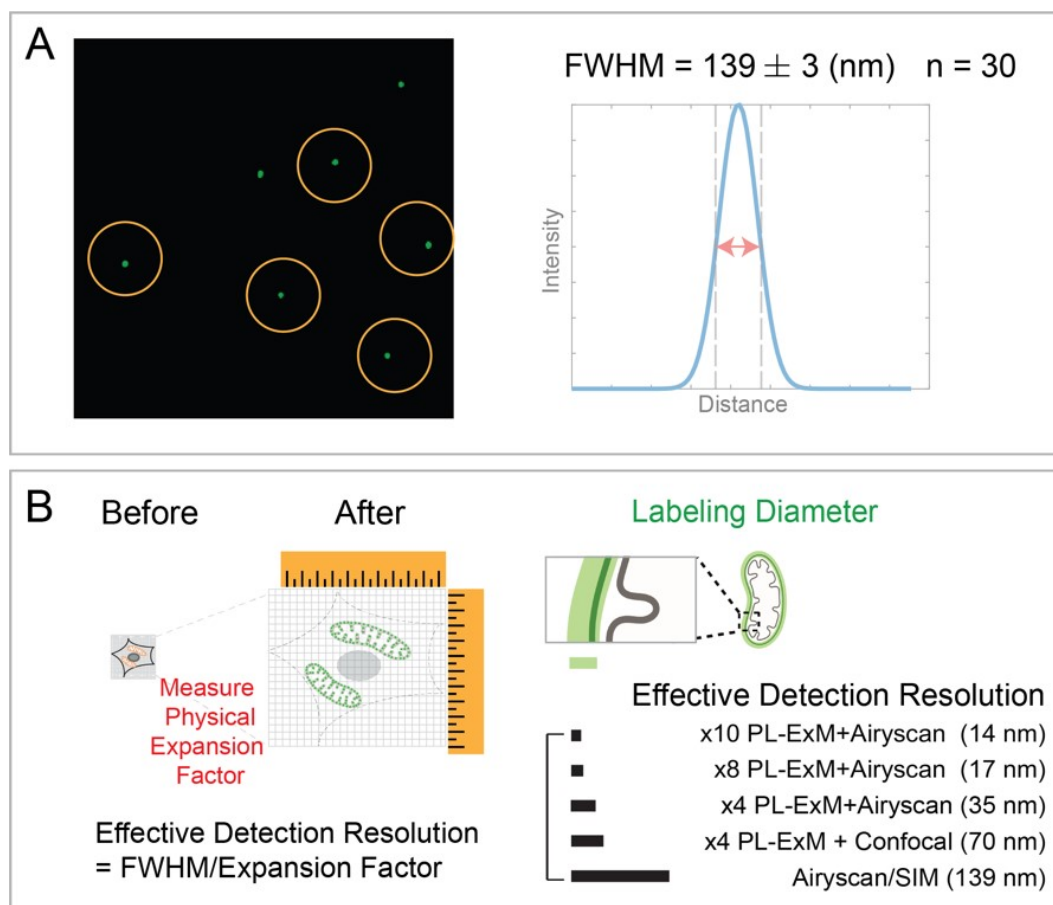 A
FWHM = 139 ± 3 (nm) n = 30
Intensity
Distance
B
Before
After
Measure
Physical
Expansion
Factor
Effective Detection Resolution
= FWHM/Expansion Factor
Labeling Diameter
Effective Detection Resolution
x10 PL-ExM+Airyscan (14 nm)
x8 PL-ExM+Airyscan (17 nm)
x4 PL-ExM+Airyscan (35 nm)
x4 PL-ExM + Confocal (70 nm)
Airyscan/SIM (139 nm)